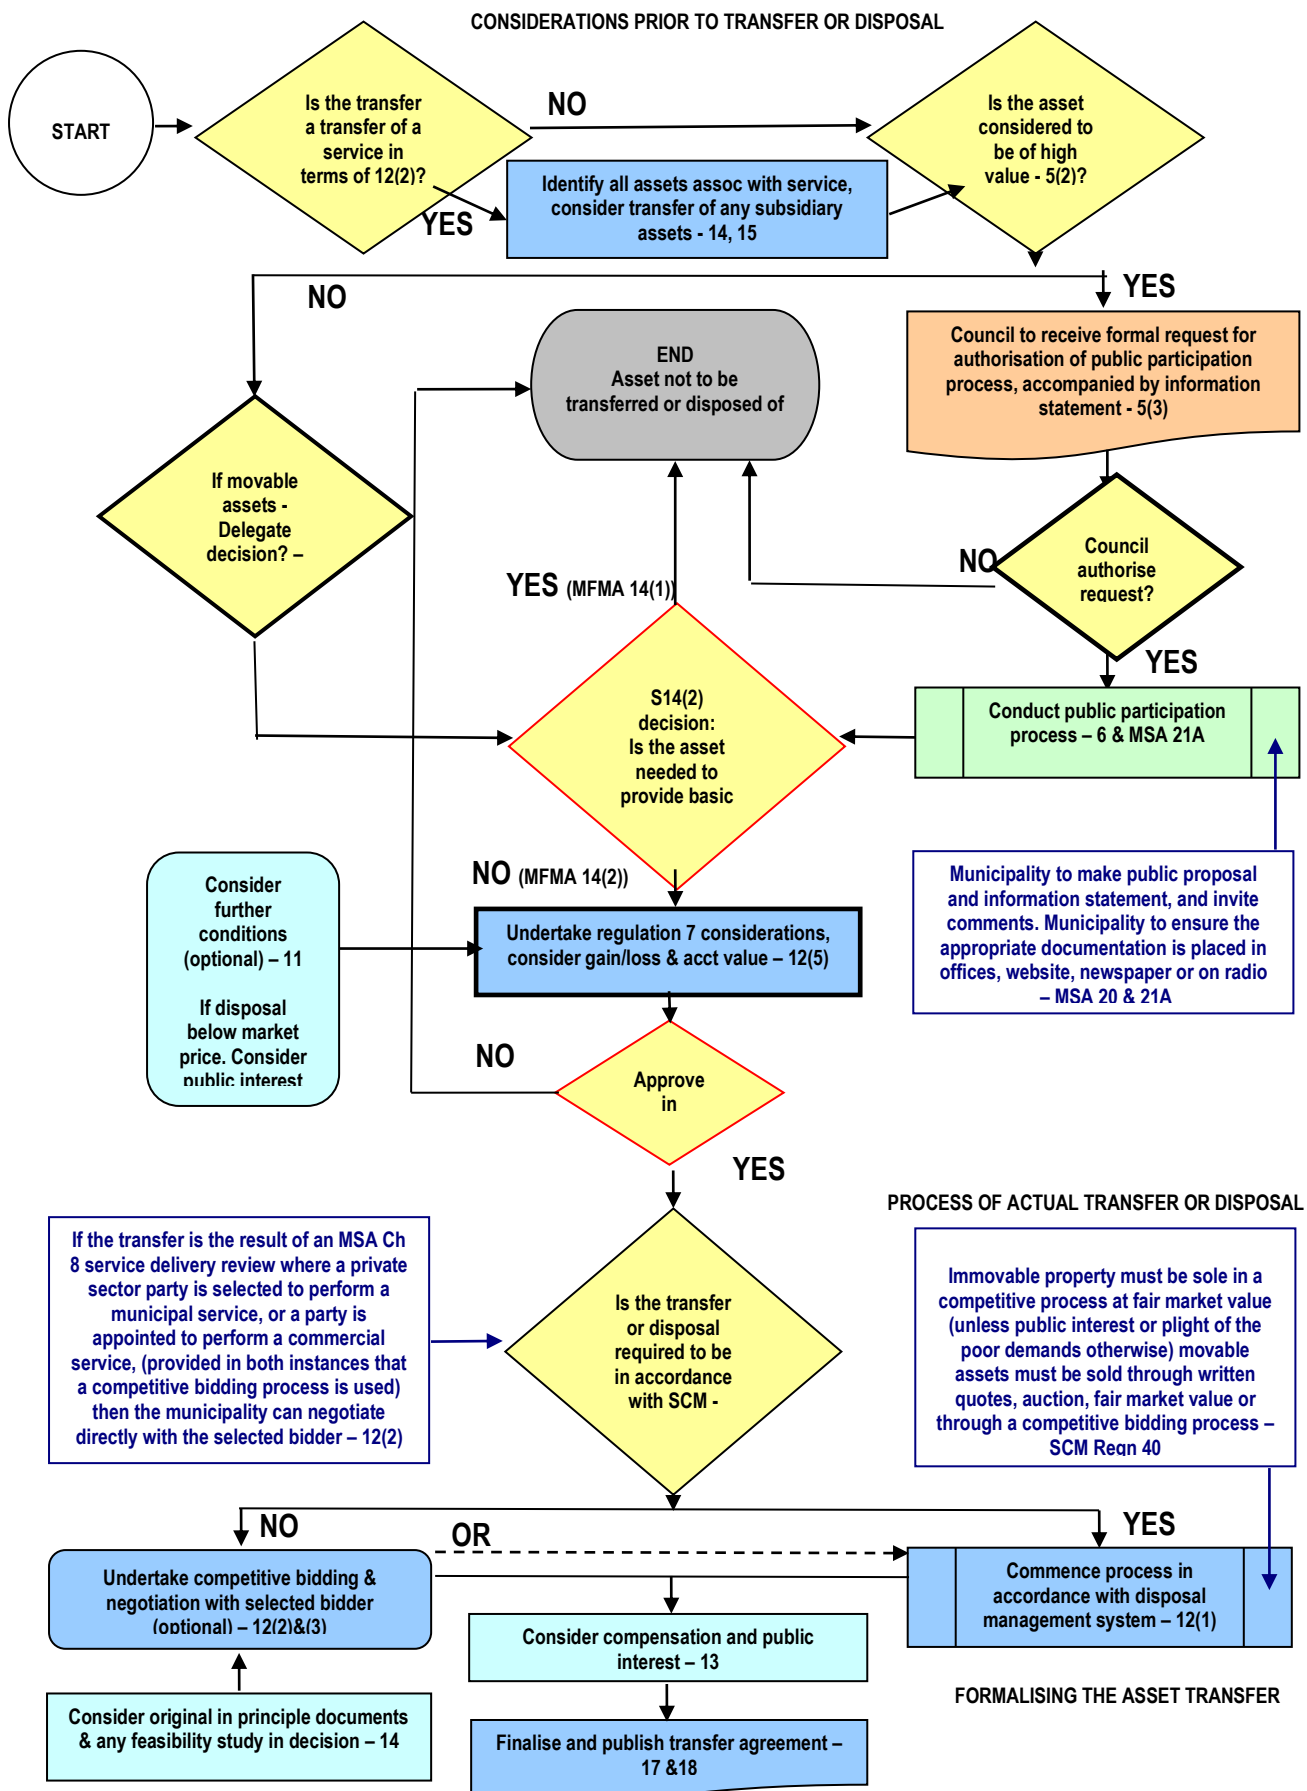 CONSIDERATIONS PRIOR TO TRANSFER OR DISPOSAL
START
Is the transfer
a transfer of a
service in
terms of 12(2)?
NO
Is the asset
considered to
be of high
value - 5(2)?
YES
Identify all assets assoc with service,
consider transfer of any subsidiary
assets - 14, 15
NO
YES
Council to receive formal request for
authorisation of public participation
process, accompanied by information
statement - 5(3)
END
Asset not to be
transferred or disposed of
If movable
assets -
Delegate
decision? –
Council
authorise
request?
NO
YES (MFMA 14(1))
YES
S14(2)
decision:
Is the asset
needed to
provide basic
Conduct public participation
process – 6 & MSA 21A
NO (MFMA 14(2))
Consider
further
conditions
(optional) – 11
If disposal
below market
price. Consider
public interest
Undertake regulation 7 considerations,
consider gain/loss & acct value – 12(5)
Municipality to make public proposal
and information statement, and invite
comments. Municipality to ensure the
appropriate documentation is placed in
offices, website, newspaper or on radio
– MSA 20 & 21A
NO
Approve
in
YES
PROCESS OF ACTUAL TRANSFER OR DISPOSAL
If the transfer is the result of an MSA Ch
8 service delivery review where a private
sector party is selected to perform a
municipal service, or a party is
appointed to perform a commercial
service, (provided in both instances that
a competitive bidding process is used)
then the municipality can negotiate
directly with the selected bidder – 12(2)
Is the transfer
or disposal
required to be
in accordance
with SCM -
Immovable property must be sole in a
competitive process at fair market value
(unless public interest or plight of the
poor demands otherwise) movable
assets must be sold through written
quotes, auction, fair market value or
through a competitive bidding process –
SCM Regn 40
NO
OR
YES
Undertake competitive bidding &
negotiation with selected bidder
(optional) – 12(2)&(3)
Commence process in
accordance with disposal
management system – 12(1)
Consider compensation and public
interest – 13
FORMALISING THE ASSET TRANSFER
Consider original in principle documents
& any feasibility study in decision – 14
Finalise and publish transfer agreement –
17 &18